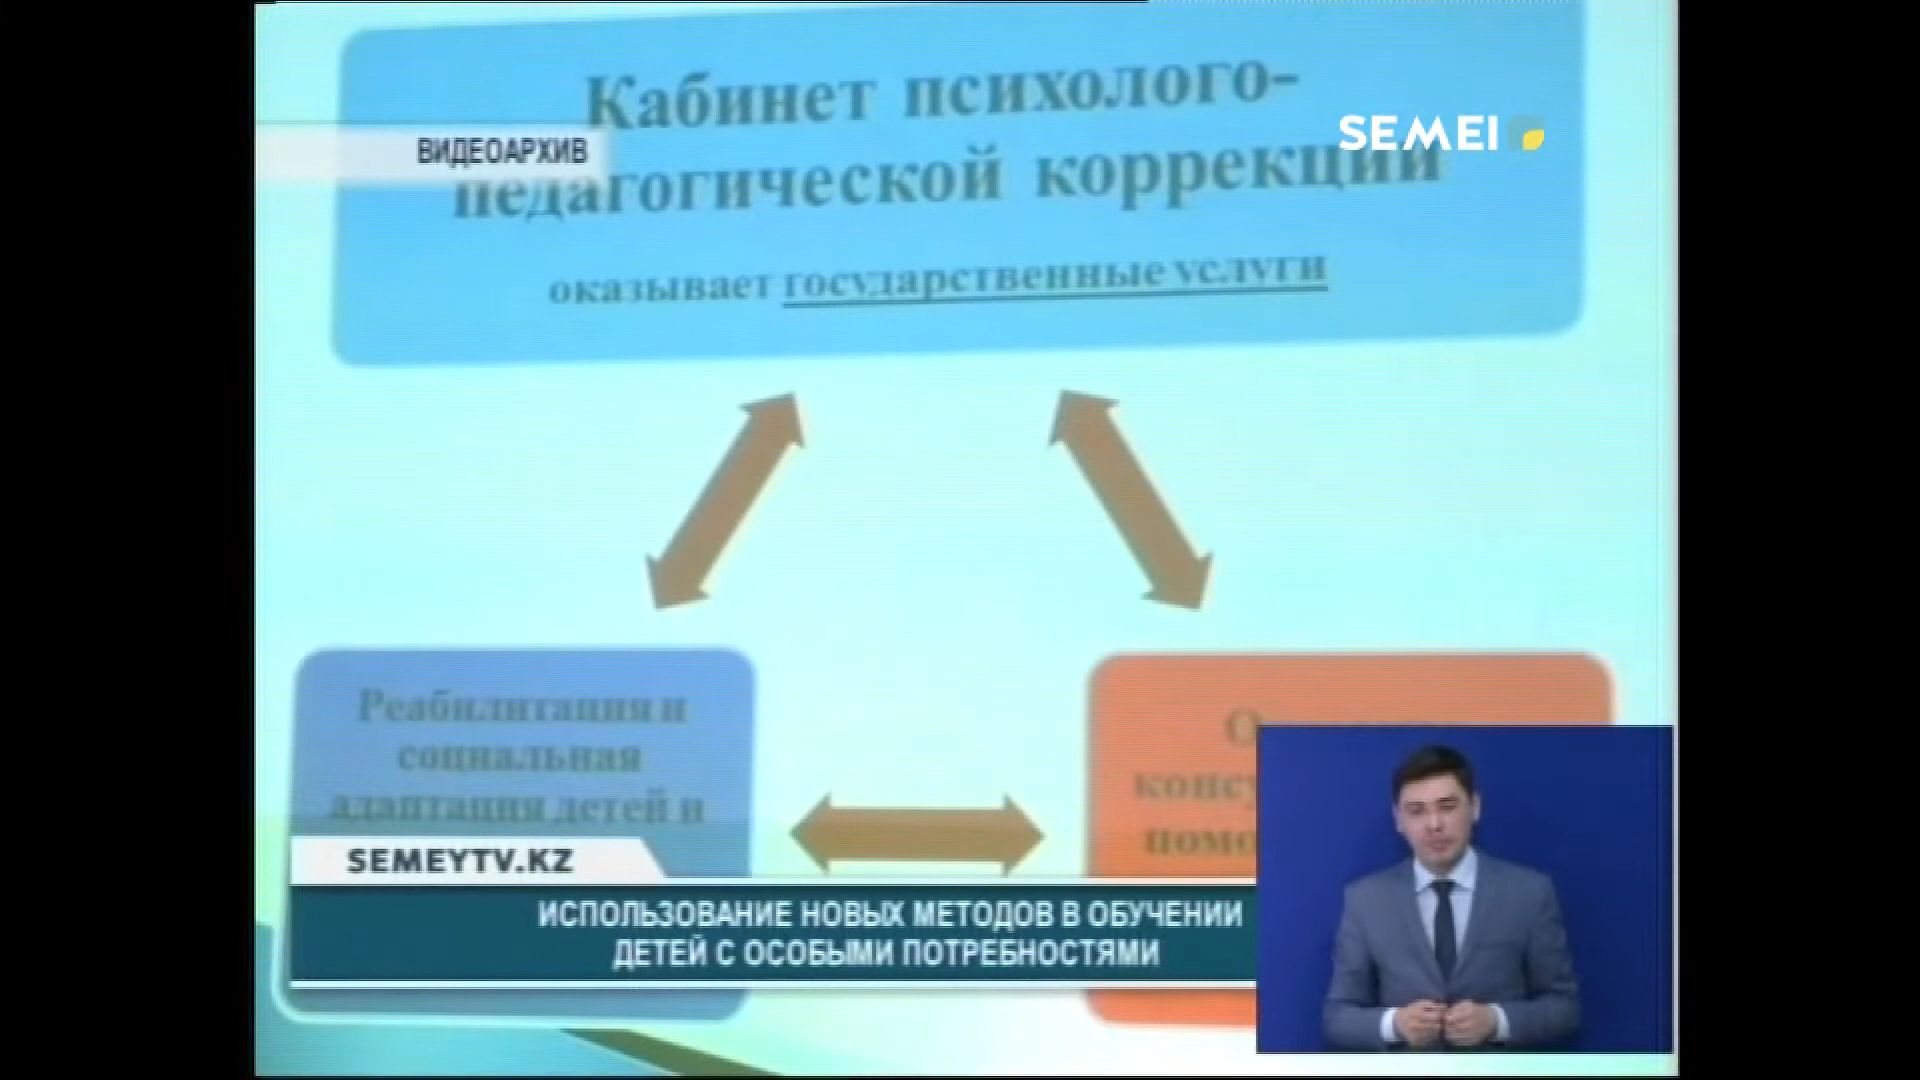 Кабинет психолого-
педагогической коррекции
оказывает государственные услуги
ВИДЕОАРХИВ
SEMEI
Реабилитация и
социальная
адаптация детей и
SEMEYTV.KZ
ИСПОЛЬЗОВАНИЕ НОВЫХ МЕТОДОВ В ОБУЧЕНИИ
ДЕТЕЙ С ОСОБЫМИ ПОТРЕБНОСТЯМИ